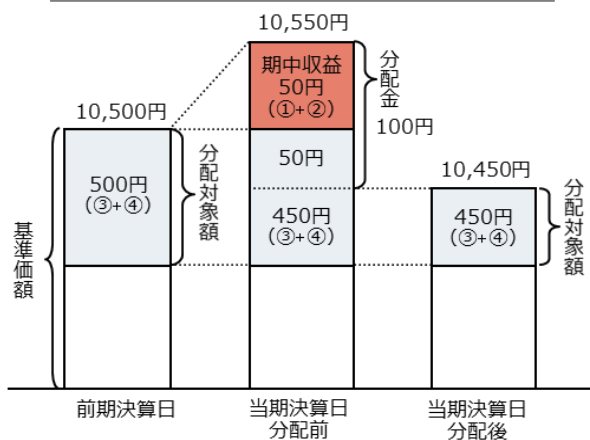 10,550円
期中収益
50円
(①+②)
分配金
100円
10,500円
50円
10,450円
500円
(③+④)
分配対象額
450円
(③+④)
450円
(③+④)
分配対象額
基準価額
前期決算日
当期決算日
分配前
当期決算日
分配後